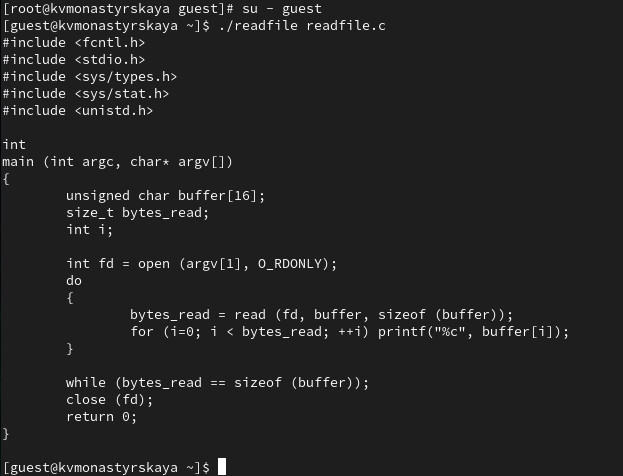 [root@kvmonastyrskaya guest]# su - guest
[guest@kvmonastyrskaya ~]$ ./readfile readfile.c
#include <fcntl.h>
#include <stdio.h>
#include <sys/types.h>
#include <sys/stat.h>
#include <unistd.h>

int
main (int argc, char* argv[])
{
        unsigned char buffer[16];
        size_t bytes_read;
        int i;

        int fd = open (argv[1], O_RDONLY);
        do
        {
                bytes_read = read (fd, buffer, sizeof (buffer));
                for (i=0; i < bytes_read; ++i) printf("%c", buffer[i]);
        }

        while (bytes_read == sizeof (buffer));
        close (fd);
        return 0;
}

[guest@kvmonastyrskaya ~]$